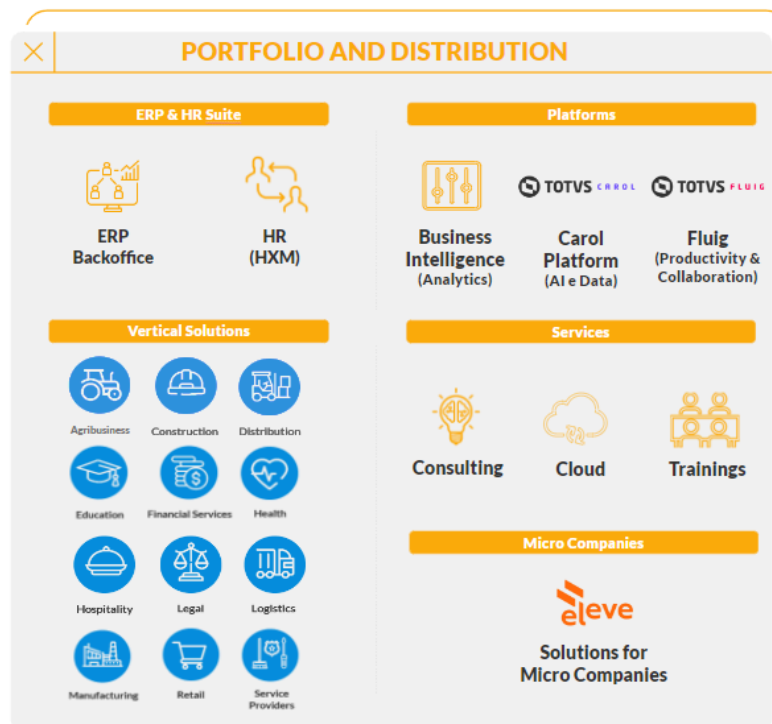 PORTFOLIO AND DISTRIBUTION
ERP & HR Suite
ERP
Backoffice
HR
(HXM)
Platforms
Business
Intelligence
(Analytics)
TOTVS CAROL
Carol
Platform
(AI e Data)
TOTVS FLUIG
Fluig
(Productivity &
Collaboration)
Vertical Solutions
Agribusiness
Construction
Distribution
Education
Financial Services
Health
Hospitality
Legal
Logistics
Manufacturing
Retail
Service
Providers
Services
Consulting
Cloud
Trainings
Micro Companies
eleve
Solutions for
Micro Companies